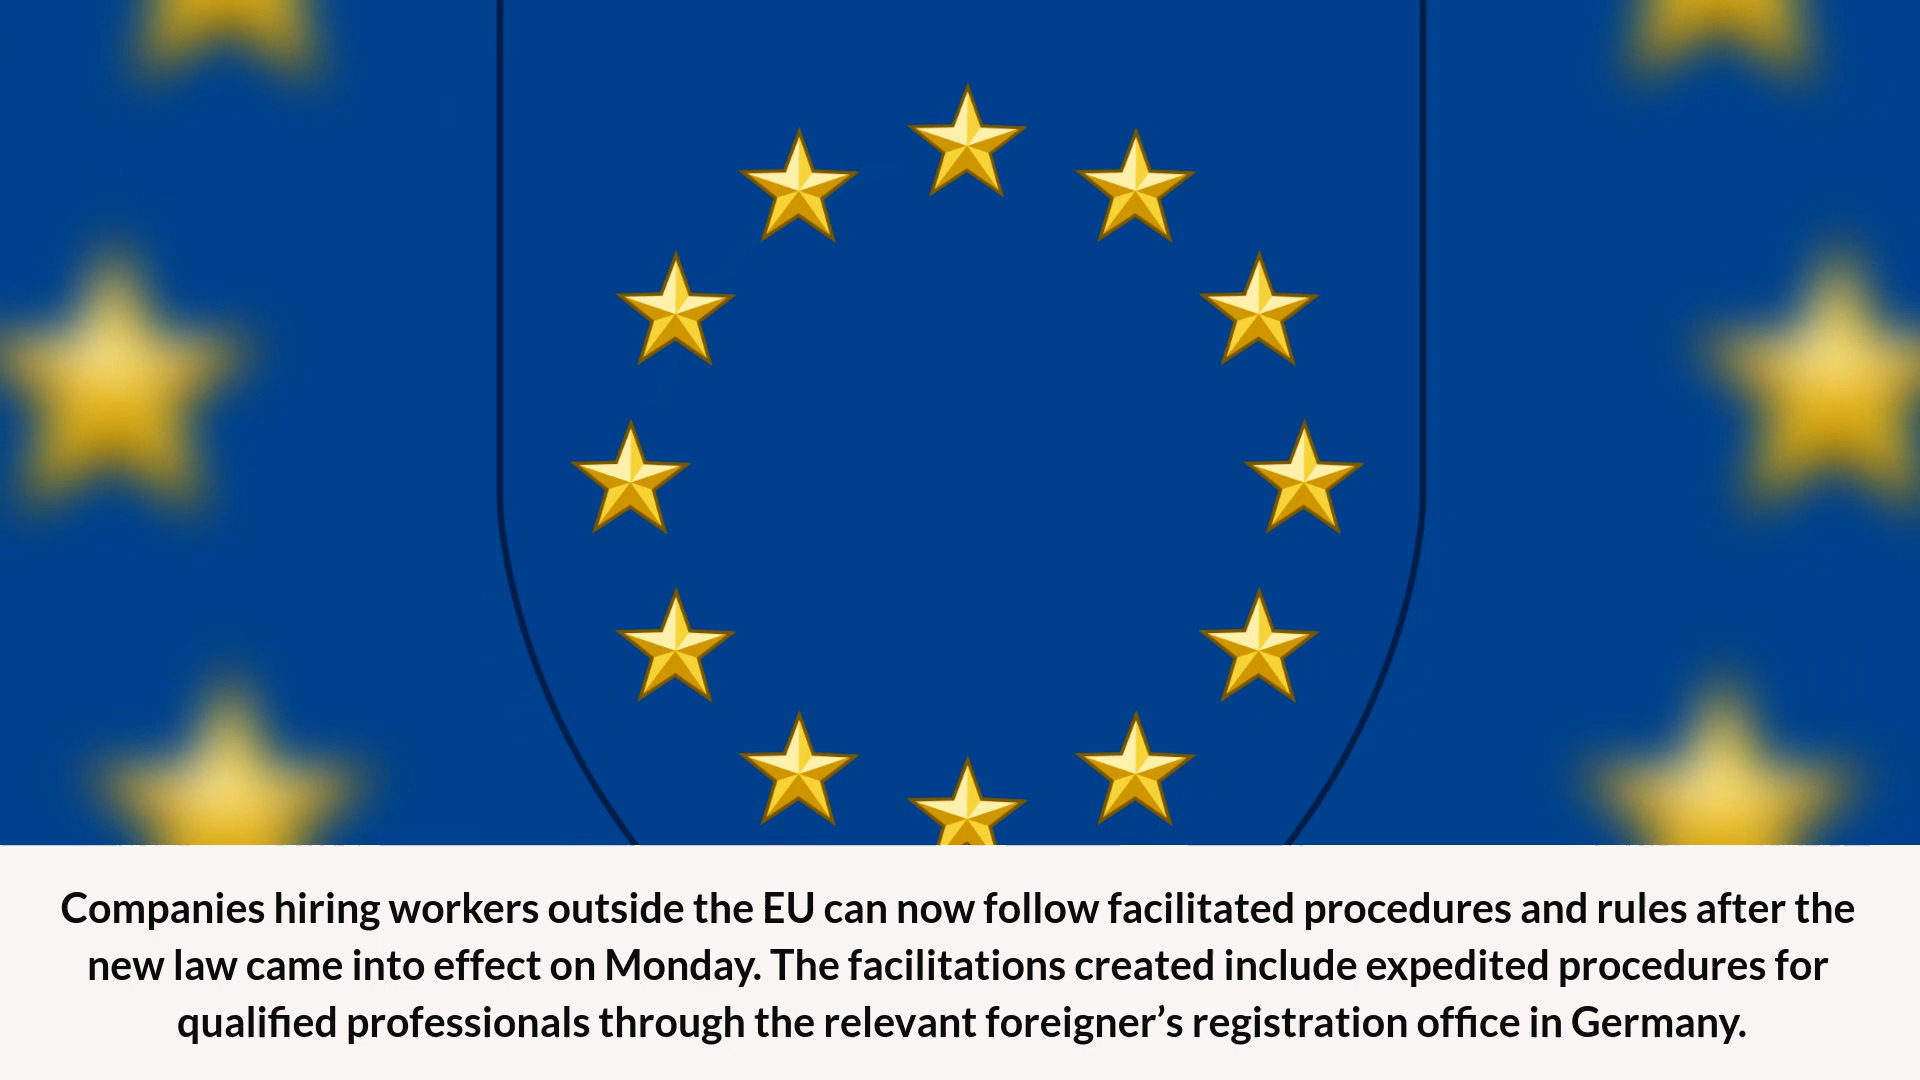 Companies hiring workers outside the EU can now follow facilitated procedures and rules after the
new law came into effect on Monday. The facilitations created include expedited procedures for
qualified professionals through the relevant foreigner’s registration office in Germany.